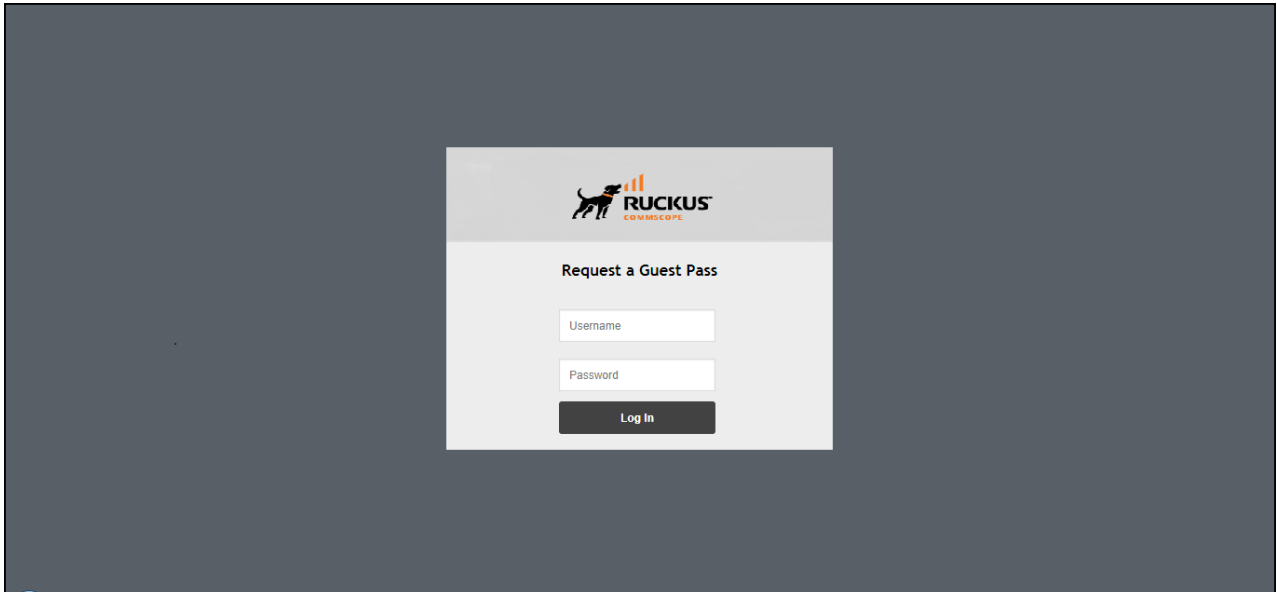 RUCKUS
COMMSCOPE
Request a Guest Pass
Username
Password
Log In